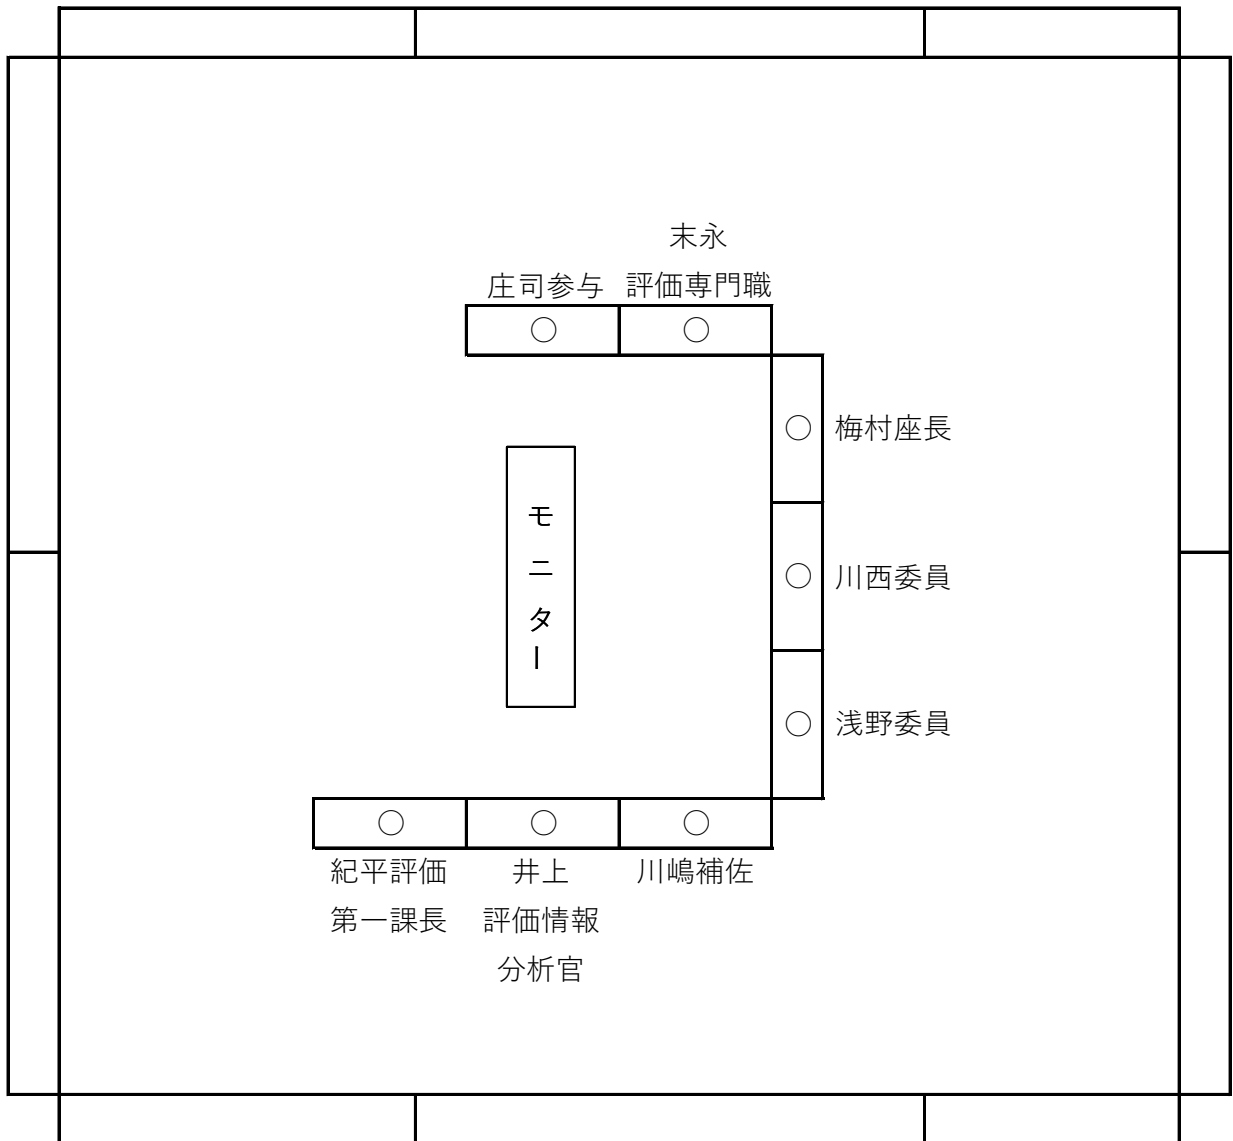 末永
庄司参与 評価専門職
○ ○
○ 梅村座長
モニター
○ 川西委員
○ 浅野委員
○ ○ ○
紀平評価 井上 川嶋補佐
第一課長 評価情報
分析官